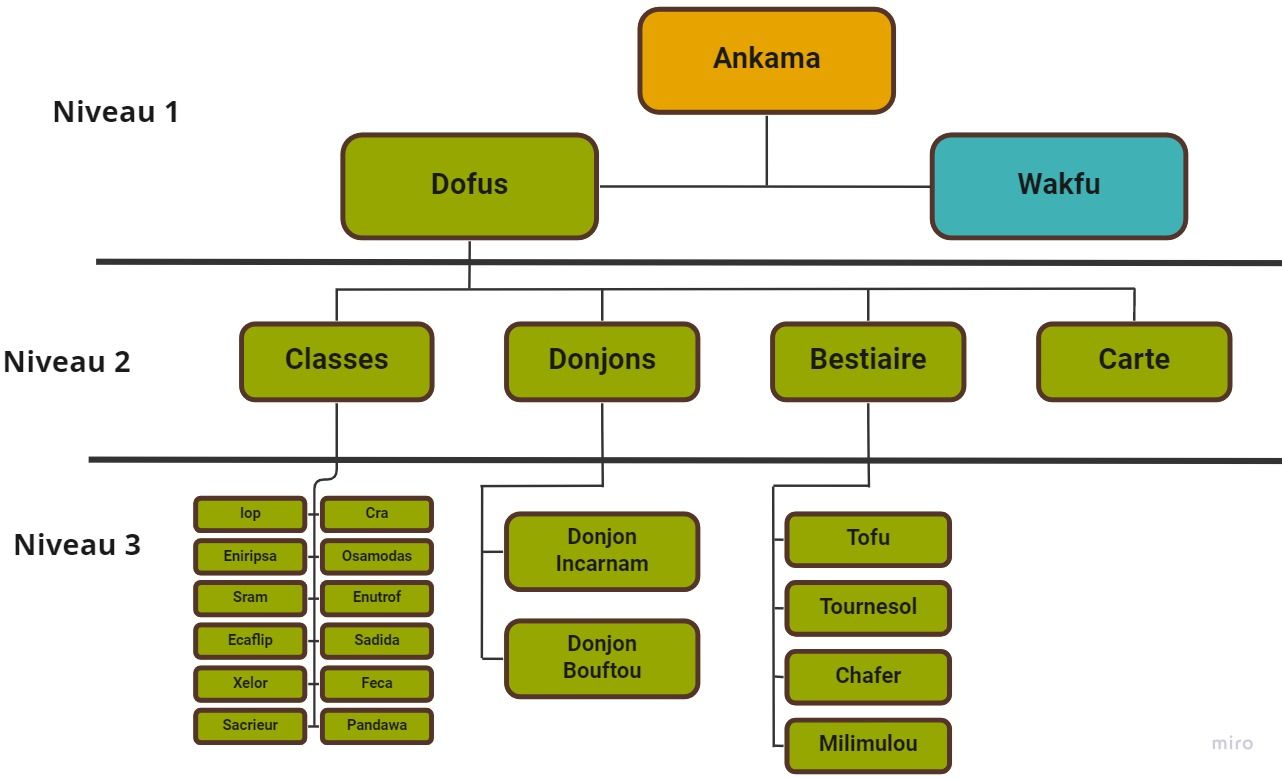 Ankama
Niveau 1
Dofus
Wakfu
Niveau 2
Classes
Donjons
Bestiaire
Carte
Niveau 3
Iop
Cra
Eniripsa
Osamodas
Sram
Enutrof
Ecaflip
Sadida
Xelor
Feca
Sacrieur
Pandawa
Donjon
Incarnam
Donjon
Bouftou
Tofu
Tournesol
Chafer
Milimulou
miro